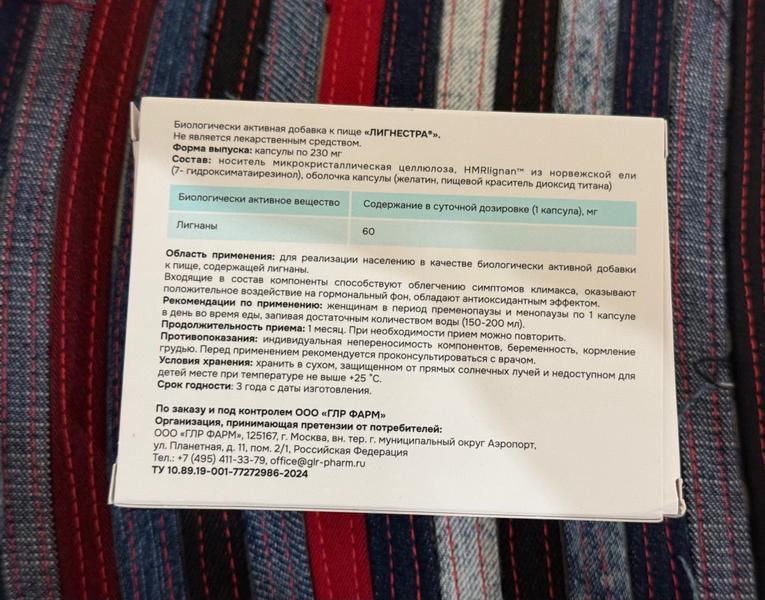 Биологически активная добавка к пище «ЛИГНЕСТРА®».
Не является лекарственным средством.
Форма выпуска: капсулы по 230 мг
Состав: носитель микрокристаллическая целлюлоза, HMRlignan™ из норвежской ели
(7- гидроксиматаирезинол), оболочка капсулы (желатин, пищевой краситель диоксид титана)
Биологически активное вещество Содержание в суточной дозировке (1 капсула), мг
Лигнаны 60
Область применения: для реализации населению в качестве биологически активной добавки
к пище, содержащей лигнаны.
Входящие в состав компоненты способствуют облегчению симптомов климакса, оказывают
положительное воздействие на гормональный фон, обладают антиоксидантным эффектом.
Рекомендации по применению: женщинам в период пременопаузы и менопаузы по 1 капсуле
в день во время еды, запивая достаточным количеством воды (150-200 мл).
Продолжительность приема: 1 месяц. При необходимости прием можно повторить.
Противопоказания: индивидуальная непереносимость компонентов, беременность, кормление
грудью. Перед применением рекомендуется проконсультироваться с врачом.
Условия хранения: хранить в сухом, защищенном от прямых солнечных лучей и недоступном для
детей месте при температуре не выше +25 °С.
Срок годности: 3 года с даты изготовления.
По заказу и под контролем ООО «ГЛР ФАРМ»
Организация, принимающая претензии от потребителей:
ООО «ГЛР ФАРМ», 125167, г. Москва, вн. тер. г. муниципальный округ Аэропорт,
ул. Планетная, д. 11, пом. 2/1, Российская Федерация
Тел.: +7 (495) 411-33-79, office@glr-pharm.ru
ТУ 10.89.19-001-77272986-2024